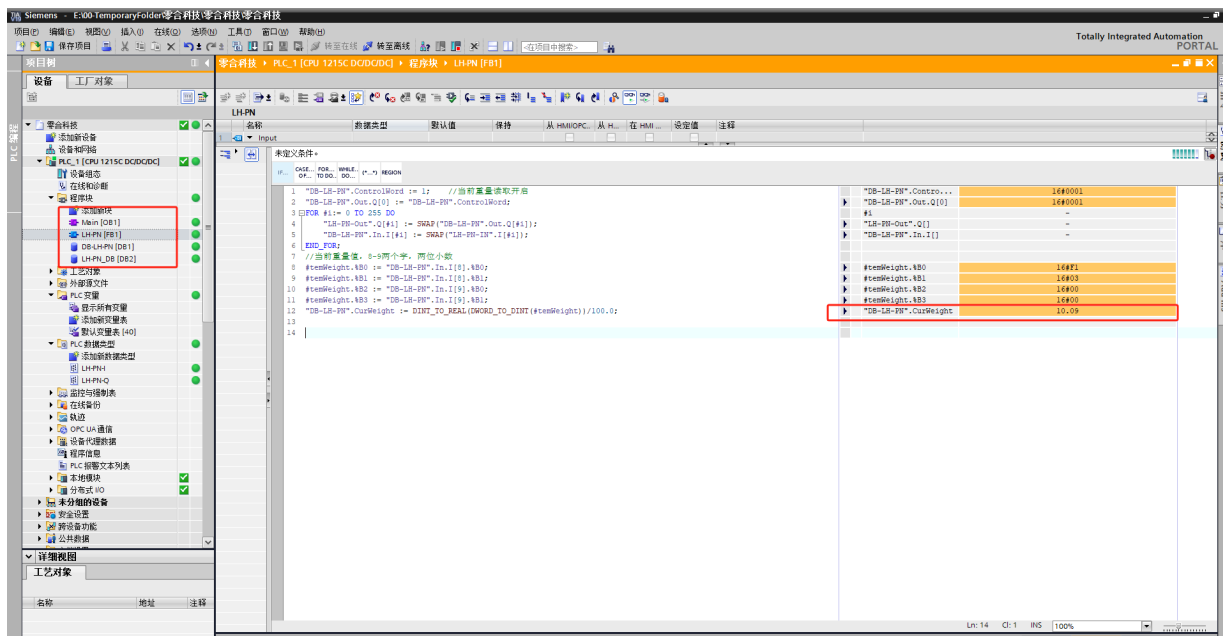 Siemens - E:\00-TemporaryFolder\零合科技\零合科技\零合科技
项目(P) 编辑(E) 视图(V) 插入(I) 在线(O) 选项(N) 工具(T) 窗口(W) 帮助(H)
Totally Integrated Automation
PORTAL
保存项目 转至在线 转至离线 <在项目中搜索>
项目树
零合科技 PLC_1 [CPU 1215C DC/DC/DC] 程序块 LH-PN [FB1]
设备 工厂对象
PLC 编程
LH-PN
名称 数据类型 默认值 保持 从 HMI/OPC.. 从 H... 在 HMI ... 设定值 注释
1 Input
未定义条件
IF... CASE... OF... FOR... TO DO... WHILE... DO... (*...*) REGION
零合科技
添加新设备
设备和网络
PLC_1 [CPU 1215C DC/DC/DC]
设备组态
在线和诊断
程序块
添加新块
Main [OB1]
LH-PN [FB1]
DB-LH-PN [DB1]
LH-PN_DB [DB2]
工艺对象
外部源文件
PLC 变量
显示所有变量
添加新变量表
默认变量表 [40]
PLC 数据类型
添加新数据类型
LH-PN-I
LH-PN-Q
监控与强制表
在线备份
轨迹
OPC UA 通信
设备代理数据
程序信息
PLC 报警文本列表
本地模块
分布式 I/O
未分组的设备
安全设置
跨设备功能
公共数据
详细视图
工艺对象
名称 地址 注释
1 "DB-LH-PN".ControlWord := 1; //当前重量读取开启
2 "DB-LH-PN".Out.Q[0] := "DB-LH-PN".ControlWord;
3 FOR #i:= 0 TO 255 DO
4 "LH-PN-Out".Q[#i] := SWAP("DB-LH-PN".Out.Q[#i]);
5 "DB-LH-PN".In.I[#i] := SWAP("LH-PN-IN".I[#i]);
6 END_FOR;
7 //当前重量值，8-9两个字，两位小数
8 #temWeight.%B0 := "DB-LH-PN".In.I[8].%B0;
9 #temWeight.%B1 := "DB-LH-PN".In.I[8].%B1;
10 #temWeight.%B2 := "DB-LH-PN".In.I[9].%B0;
11 #temWeight.%B3 := "DB-LH-PN".In.I[9].%B1;
12 "DB-LH-PN".CurWeight := DINT_TO_REAL(DWORD_TO_DINT(#temWeight))/100.0;
13
14
"DB-LH-PN".Contro... 16#0001
"DB-LH-PN".Out.Q[0] 16#0001
#i -
"LH-PN-Out".Q[] -
"DB-LH-PN".In.I[] -
#temWeight.%B0 16#F1
#temWeight.%B1 16#03
#temWeight.%B2 16#00
#temWeight.%B3 16#00
"DB-LH-PN".CurWeight 10.09
Ln: 14 Cl: 1 INS 100%